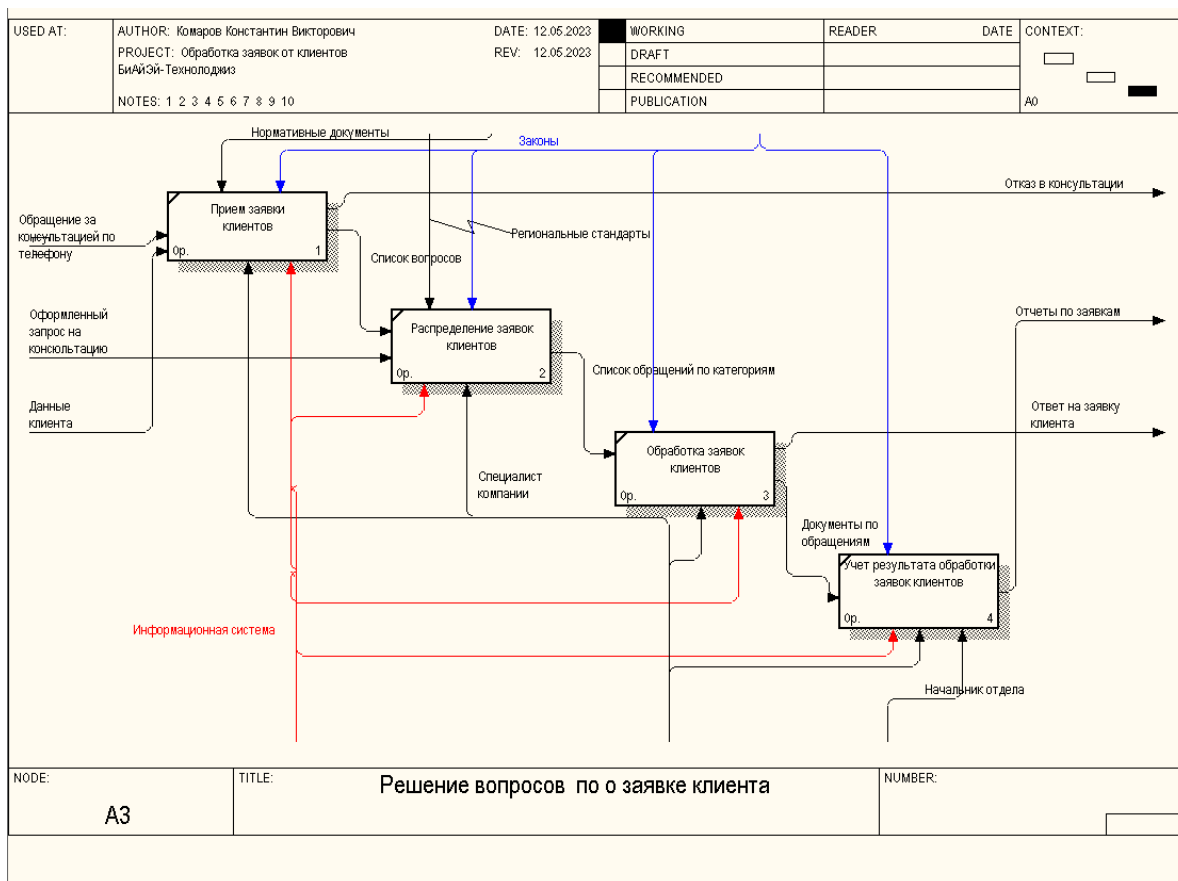 USED AT:
AUTHOR: Комаров Константин Викторович
DATE: 12.05.2023
PROJECT: Обработка заявок от клиентов
БиАйЭй-Технолоджиз
REV: 12.05.2023
NOTES: 1 2 3 4 5 6 7 8 9 10
WORKING
DRAFT
RECOMMENDED
PUBLICATION
READER
DATE
CONTEXT:
A0
Нормативные документы
Законы
Отказ в консультации
Прием заявки
клиентов
0р.
1
Обращение за
консультацией по
телефону
Региональные стандарты
Список вопросов
Оформленный
запрос на
консюльтацию
Распределение заявок
клиентов
0р.
2
Отчеты по заявкам
Список обращений по категориям
Данные
клиента
Ответ на заявку
клиента
Обработка заявок
клиентов
0р.
3
Специалист
компании
Документы по
обращениям
Учет результата обработки
заявок клиентов
0р.
4
Информационная система
Начальник отдела
NODE:
A3
TITLE:
Решение вопросов по о заявке клиента
NUMBER: